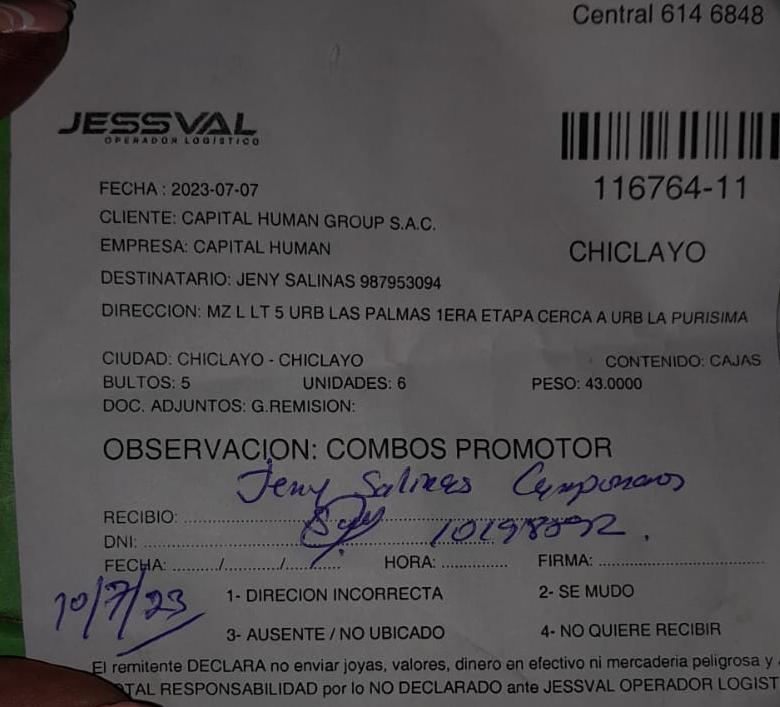 Central 614 6848
JESSVAL
OPERADOR LOGISTICO
116764-11
FECHA : 2023-07-07
CLIENTE: CAPITAL HUMAN GROUP S.A.C.
EMPRESA: CAPITAL HUMAN
CHICLAYO
DESTINATARIO: JENY SALINAS 987953094
DIRECCION: MZ L LT 5 URB LAS PALMAS 1ERA ETAPA CERCA A URB LA PURISIMA
CIUDAD: CHICLAYO - CHICLAYO CONTENIDO: CAJAS
BULTOS: 5 UNIDADES: 6 PESO: 43.0000
DOC. ADJUNTOS: G.REMISION:
OBSERVACION: COMBOS PROMOTOR
Jeny Salinas
RECIBIO: ........................
DNI: ........................
FECHA: ........./........./......... HORA: ............ FIRMA: ........................
10/7/23
1- DIRECION INCORRECTA 2- SE MUDO
3- AUSENTE / NO UBICADO 4- NO QUIERE RECIBIR
El remitente DECLARA no enviar joyas, valores, dinero en efectivo ni mercaderia peligrosa y
TOTAL RESPONSABILIDAD por lo NO DECLARADO ante JESSVAL OPERADOR LOGIST